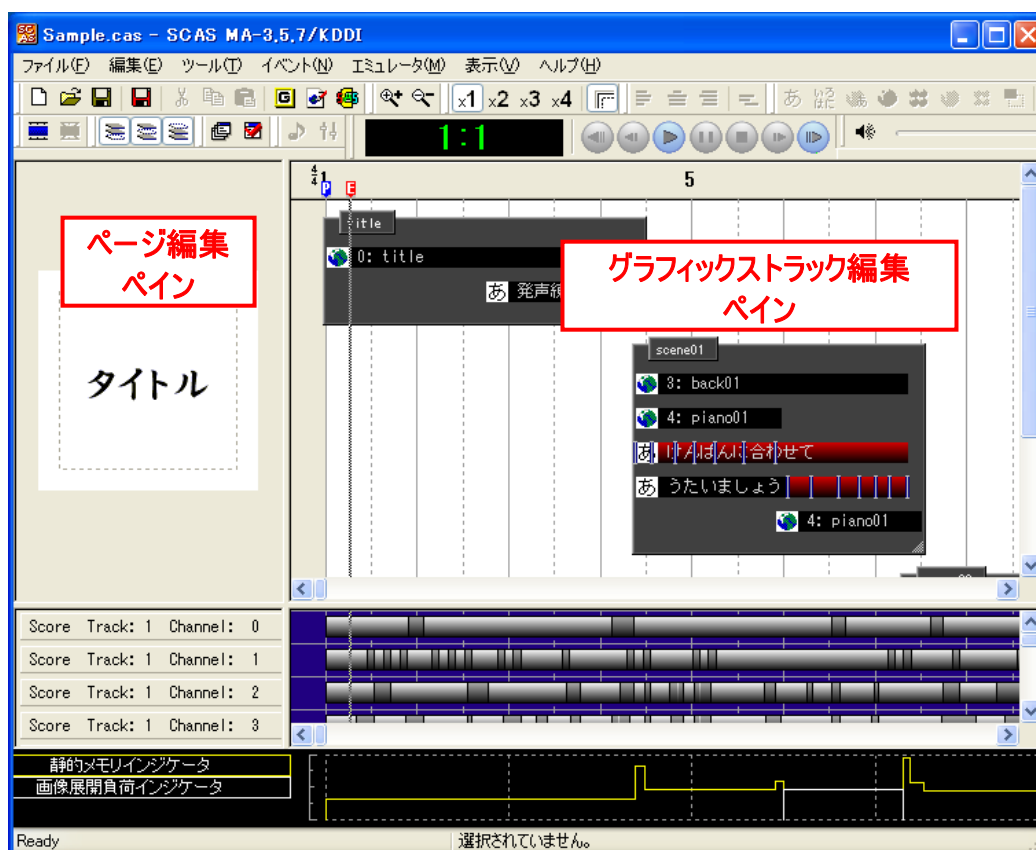 Sample.cas - SCAS MA-3,5,7/KDDI
ファイル(F) 編集(E) ツール(T) イベント(N) エミュレータ(M) 表示(V) ヘルプ(H)
x1 x2 x3 x4 あ
1:1
4/4 1 5
P E
title
ページ編集
ペイン
0: title
グラフィックストラック編集
ペイン
あ 発声
タイトル
scene01
3: back01
4: piano01
あ けんばんに合わせて
あ うたいましょう
4: piano01
Score Track: 1 Channel: 0
Score Track: 1 Channel: 1
Score Track: 1 Channel: 2
Score Track: 1 Channel: 3
静的メモリインジケータ
画像展開負荷インジケータ
Ready 選択されていません。